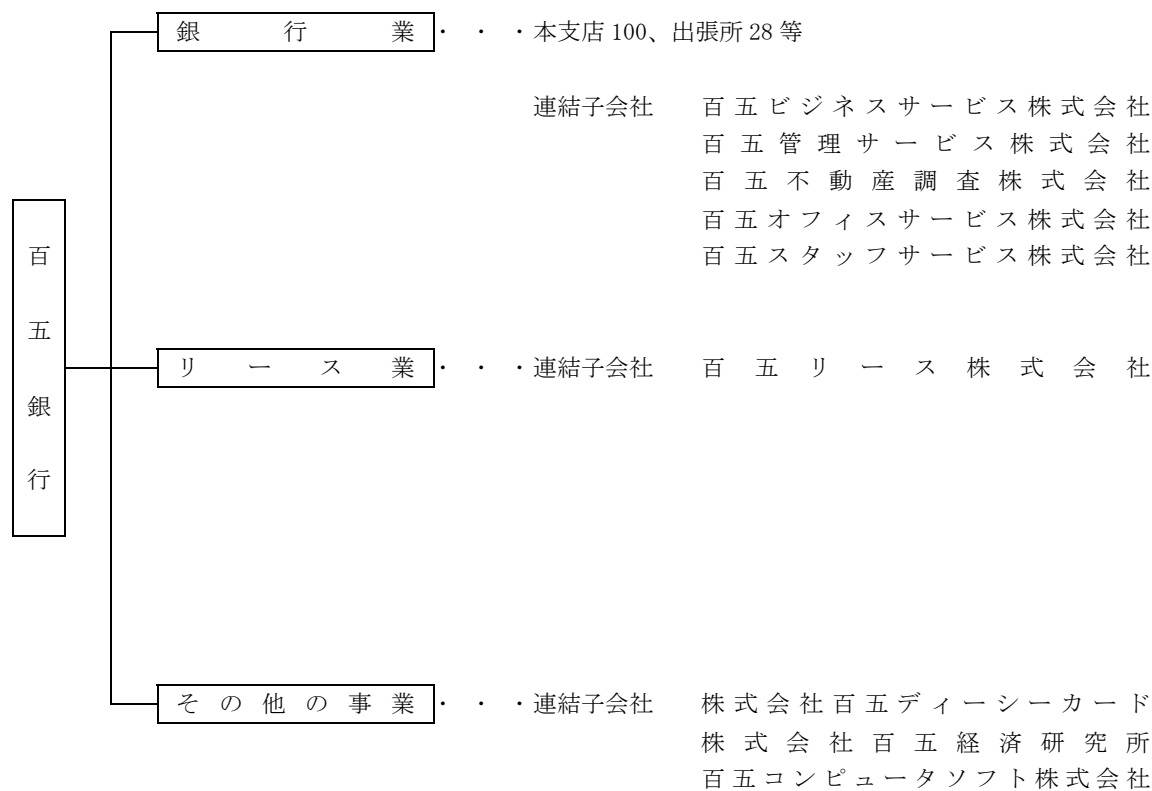 銀行業・・・本支店 100、出張所 28 等
連結子会社 百五ビジネスサービス株式会社
百五管理サービス株式会社
百五不動産調査株式会社
百五オフィスサービス株式会社
百五スタッフサービス株式会社
百五銀行
リース業・・・連結子会社 百五リース株式会社
その他の事業・・・連結子会社 株式会社百五ディーシーカード
株式会社百五経済研究所
百五コンピュータソフト株式会社